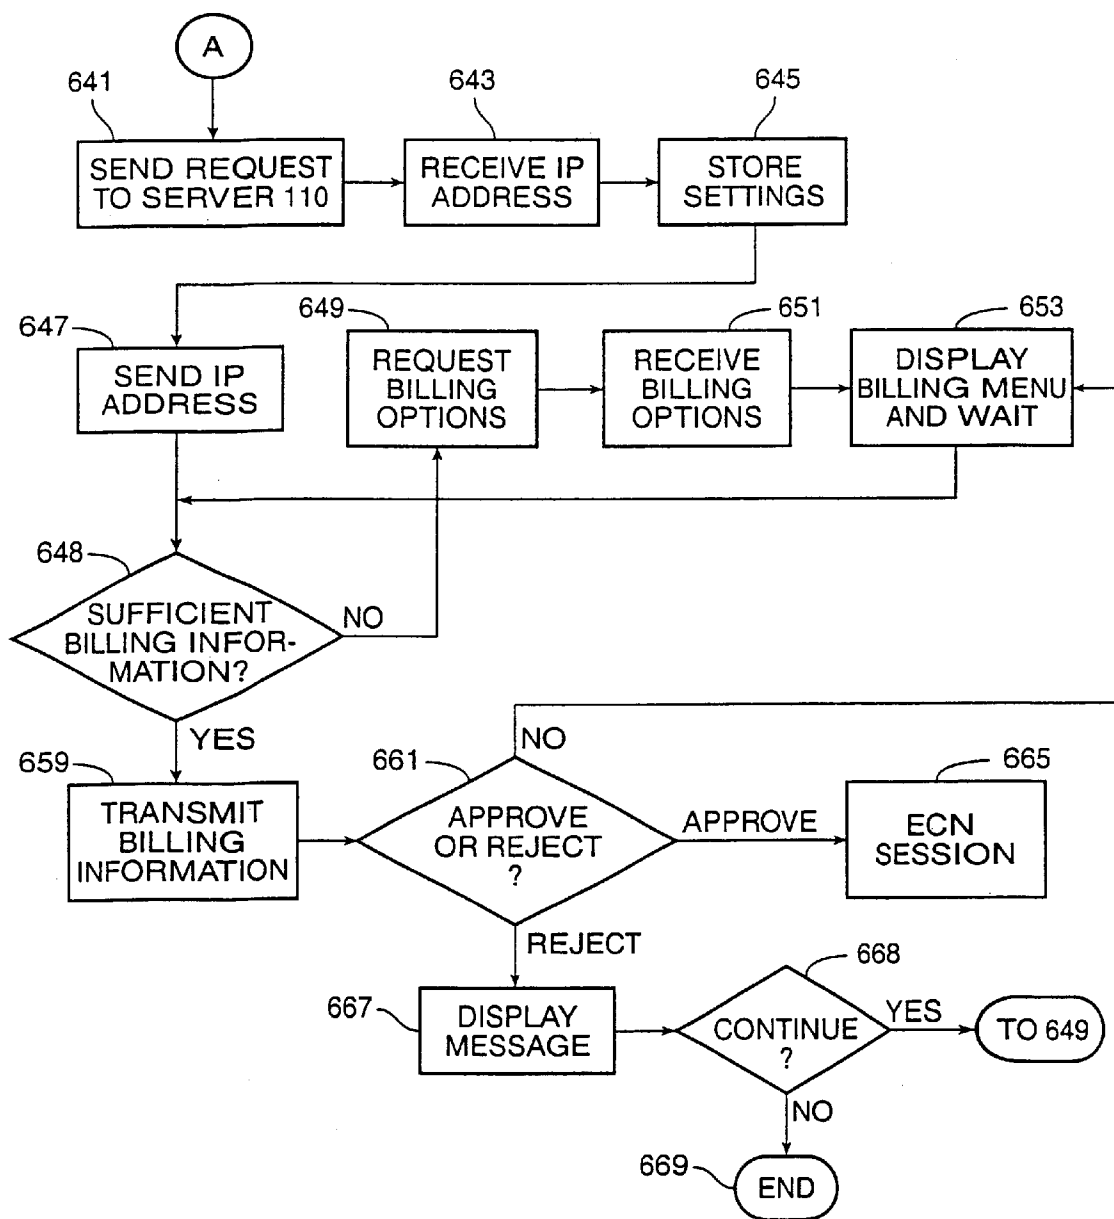 A
641
643
645
SEND REQUEST
TO SERVER 110
RECEIVE IP
ADDRESS
STORE
SETTINGS
647
649
651
653
SEND IP
ADDRESS
REQUEST
BILLING
OPTIONS
RECEIVE
BILLING
OPTIONS
DISPLAY
BILLING MENU
AND WAIT
648
SUFFICIENT
BILLING INFOR-
MATION?
NO
YES
659
TRANSMIT
BILLING
INFORMATION
661
NO
APPROVE
OR REJECT
?
APPROVE
665
ECN
SESSION
REJECT
667
DISPLAY
MESSAGE
668
CONTINUE
?
YES
TO 649
NO
669
END